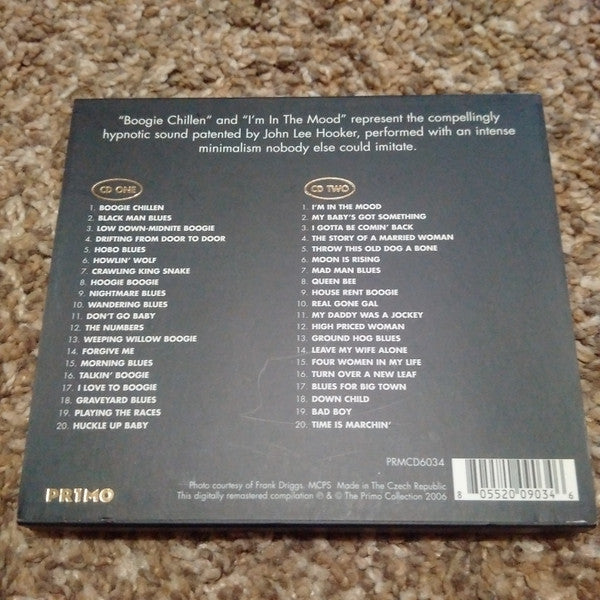 "Boogie Chillen" and "I'm In The Mood" represent the compellingly
hypnotic sound patented by John Lee Hooker, performed with an intense
minimalism nobody else could imitate.
CD ONE
1. BOOGIE CHILLEN
2. BLACK MAN BLUES
3. LOW DOWN-MIDNITE BOOGIE
4. DRIFTING FROM DOOR TO DOOR
5. HOBO BLUES
6. HOWLIN' WOLF
7. CRAWLING KING SNAKE
8. HOOGIE BOOGIE
9. NIGHTMARE BLUES
10. WANDERING BLUES
11. DON'T GO BABY
12. THE NUMBERS
13. WEEPING WILLOW BOOGIE
14. FORGIVE ME
15. MORNING BLUES
16. TALKIN' BOOGIE
17. I LOVE TO BOOGIE
18. GRAVEYARD BLUES
19. PLAYING THE RACES
20. HUCKLE UP BABY
CD TWO
1. I'M IN THE MOOD
2. MY BABY'S GOT SOMETHING
3. I GOTTA BE COMIN' BACK
4. THE STORY OF A MARRIED WOMAN
5. THROW THIS OLD DOG A BONE
6. MOON IS RISING
7. MAD MAN BLUES
8. QUEEN BEE
9. HOUSE RENT BOOGIE
10. REAL GONE GAL
11. MY DADDY WAS A JOCKEY
12. HIGH PRICED WOMAN
13. GROUND HOG BLUES
14. LEAVE MY WIFE ALONE
15. FOUR WOMEN IN MY LIFE
16. TURN OVER A NEW LEAF
17. BLUES FOR BIG TOWN
18. DOWN CHILD
19. BAD BOY
20. TIME IS MARCHIN'
PRMCD6034
Photo courtesy of Frank Driggs. MCPS Made in The Czech Republic
This digitally remastered compilation ℗ & © The Primo Collection 2006
PR1MO
8 05520 09034 6